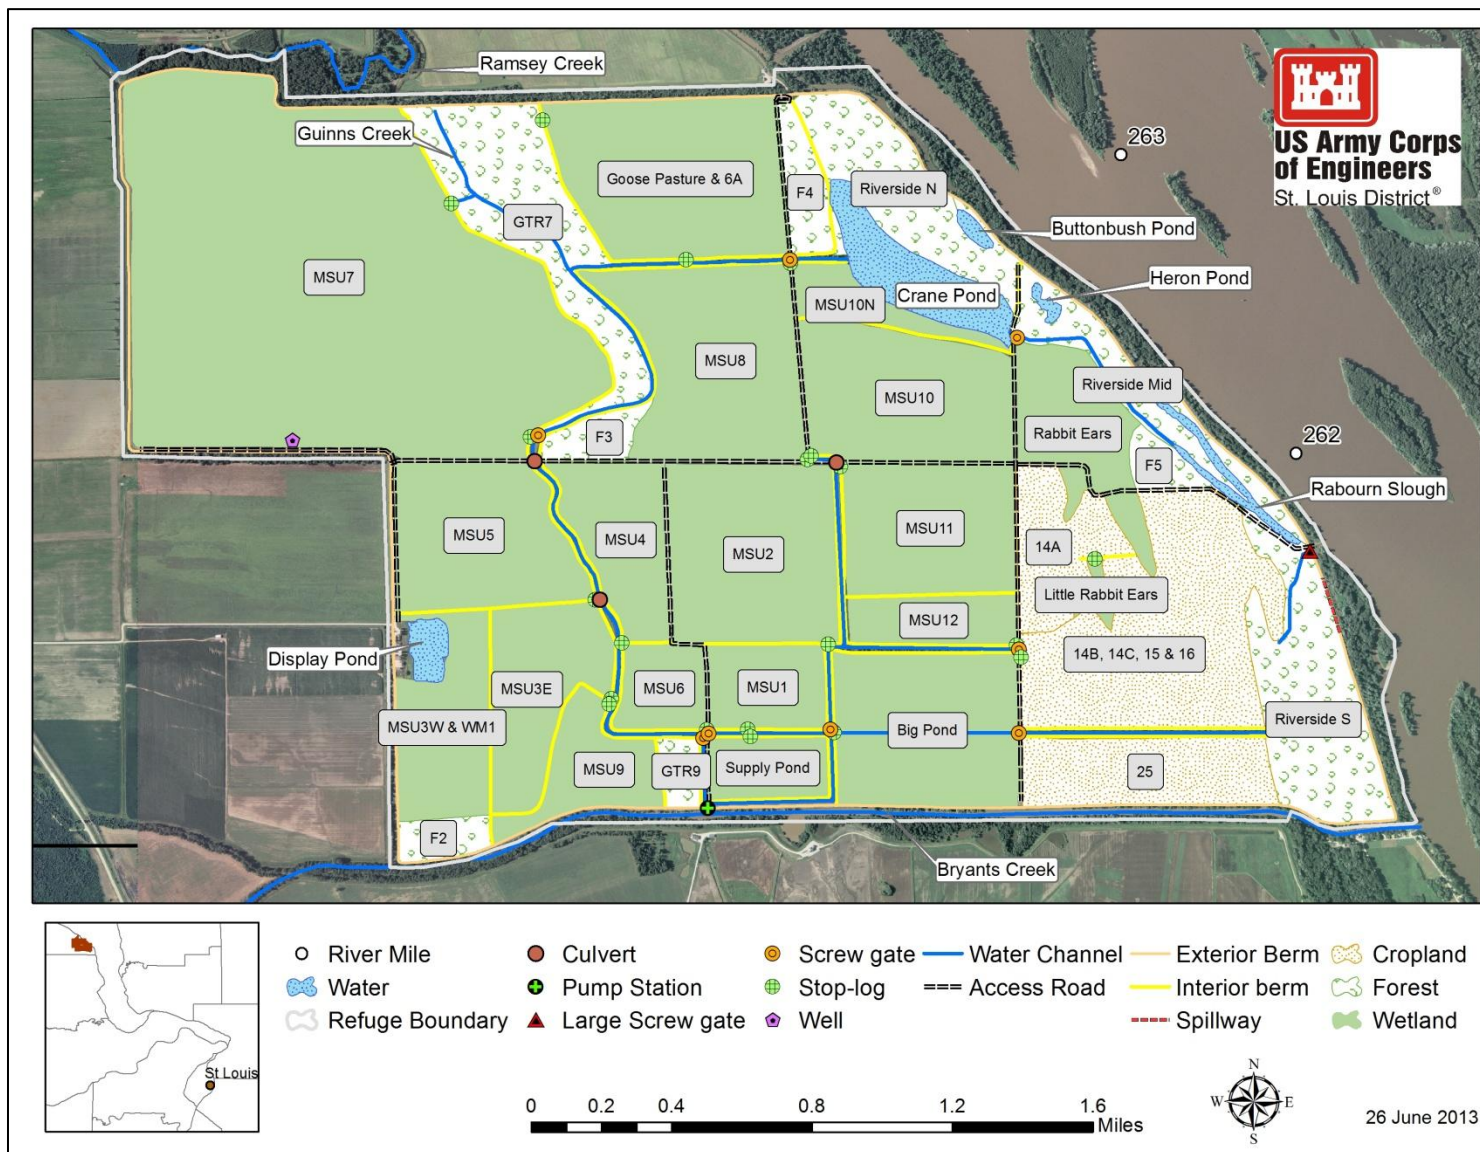 Ramsey Creek
Guinns Creek
263
US Army Corps
of Engineers
St. Louis District®
Goose Pasture & 6A
F4
Riverside N
GTR7
Buttonbush Pond
MSU7
Heron Pond
Crane Pond
MSU10N
MSU8
Riverside Mid
MSU10
Rabbit Ears
262
F3
F5
Rabourn Slough
MSU5
MSU4
MSU2
MSU11
14A
Little Rabbit Ears
MSU12
Display Pond
14B, 14C, 15 & 16
MSU3E
MSU6
MSU1
MSU3W & WM1
Big Pond
Riverside S
MSU9
GTR9
Supply Pond
25
F2
Bryants Creek
River Mile
Culvert
Screw gate
Water Channel
Exterior Berm
Cropland
Water
Pump Station
Stop-log
Access Road
Interior berm
Forest
Refuge Boundary
Large Screw gate
Well
Spillway
Wetland
St Louis
0 0.2 0.4 0.8 1.2 1.6
Miles
N
W E
S
26 June 2013